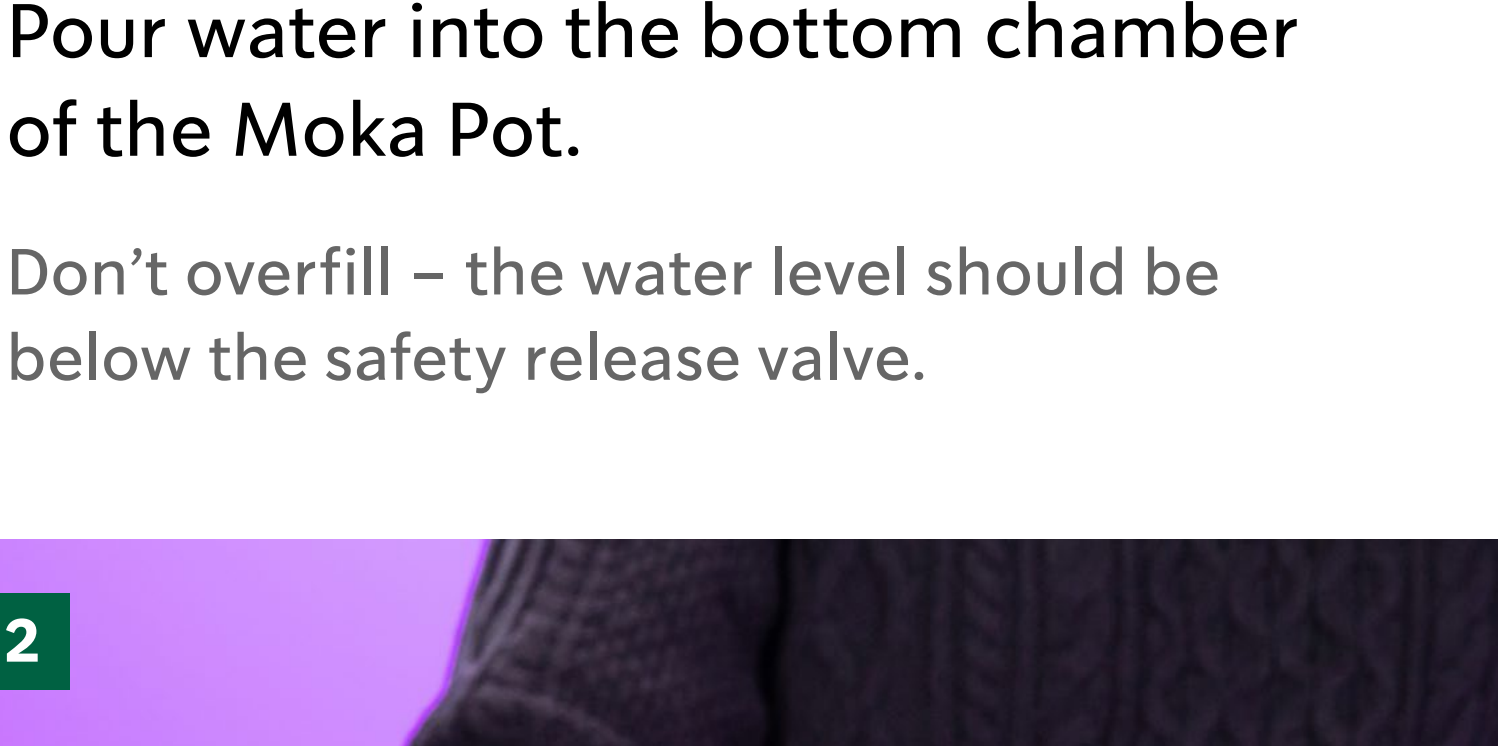 Pour water into the bottom chamber
of the Moka Pot.
Don’t overfill – the water level should be
below the safety release valve.
2